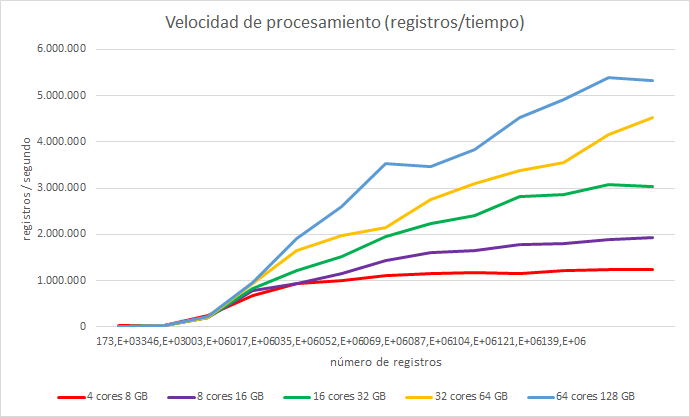 Velocidad de procesamiento (registros/tiempo)
6.000.000
5.000.000
4.000.000
3.000.000
2.000.000
1.000.000
0
registros / segundo
173,E+03346,E+03003,E+06017,E+06035,E+06052,E+06069,E+06087,E+06104,E+06121,E+06139,E+06
número de registros
4 cores 8 GB 8 cores 16 GB 16 cores 32 GB 32 cores 64 GB 64 cores 128 GB